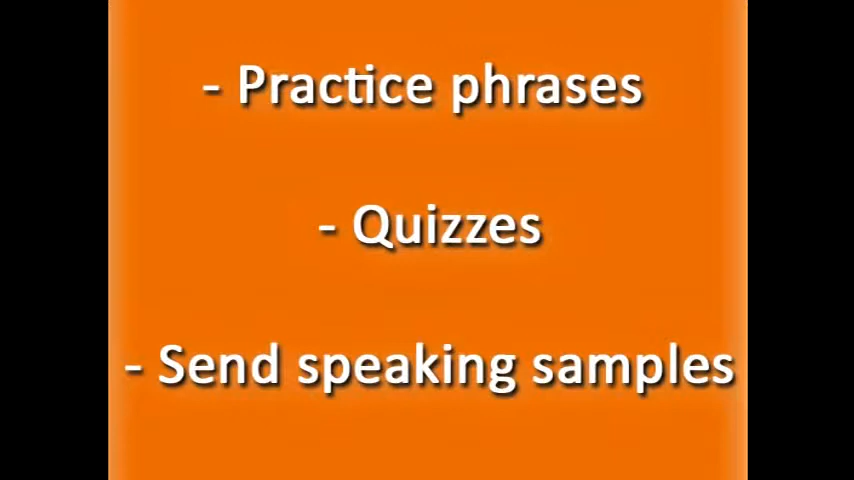 - Practice phrases
- Quizzes
- Send speaking samples